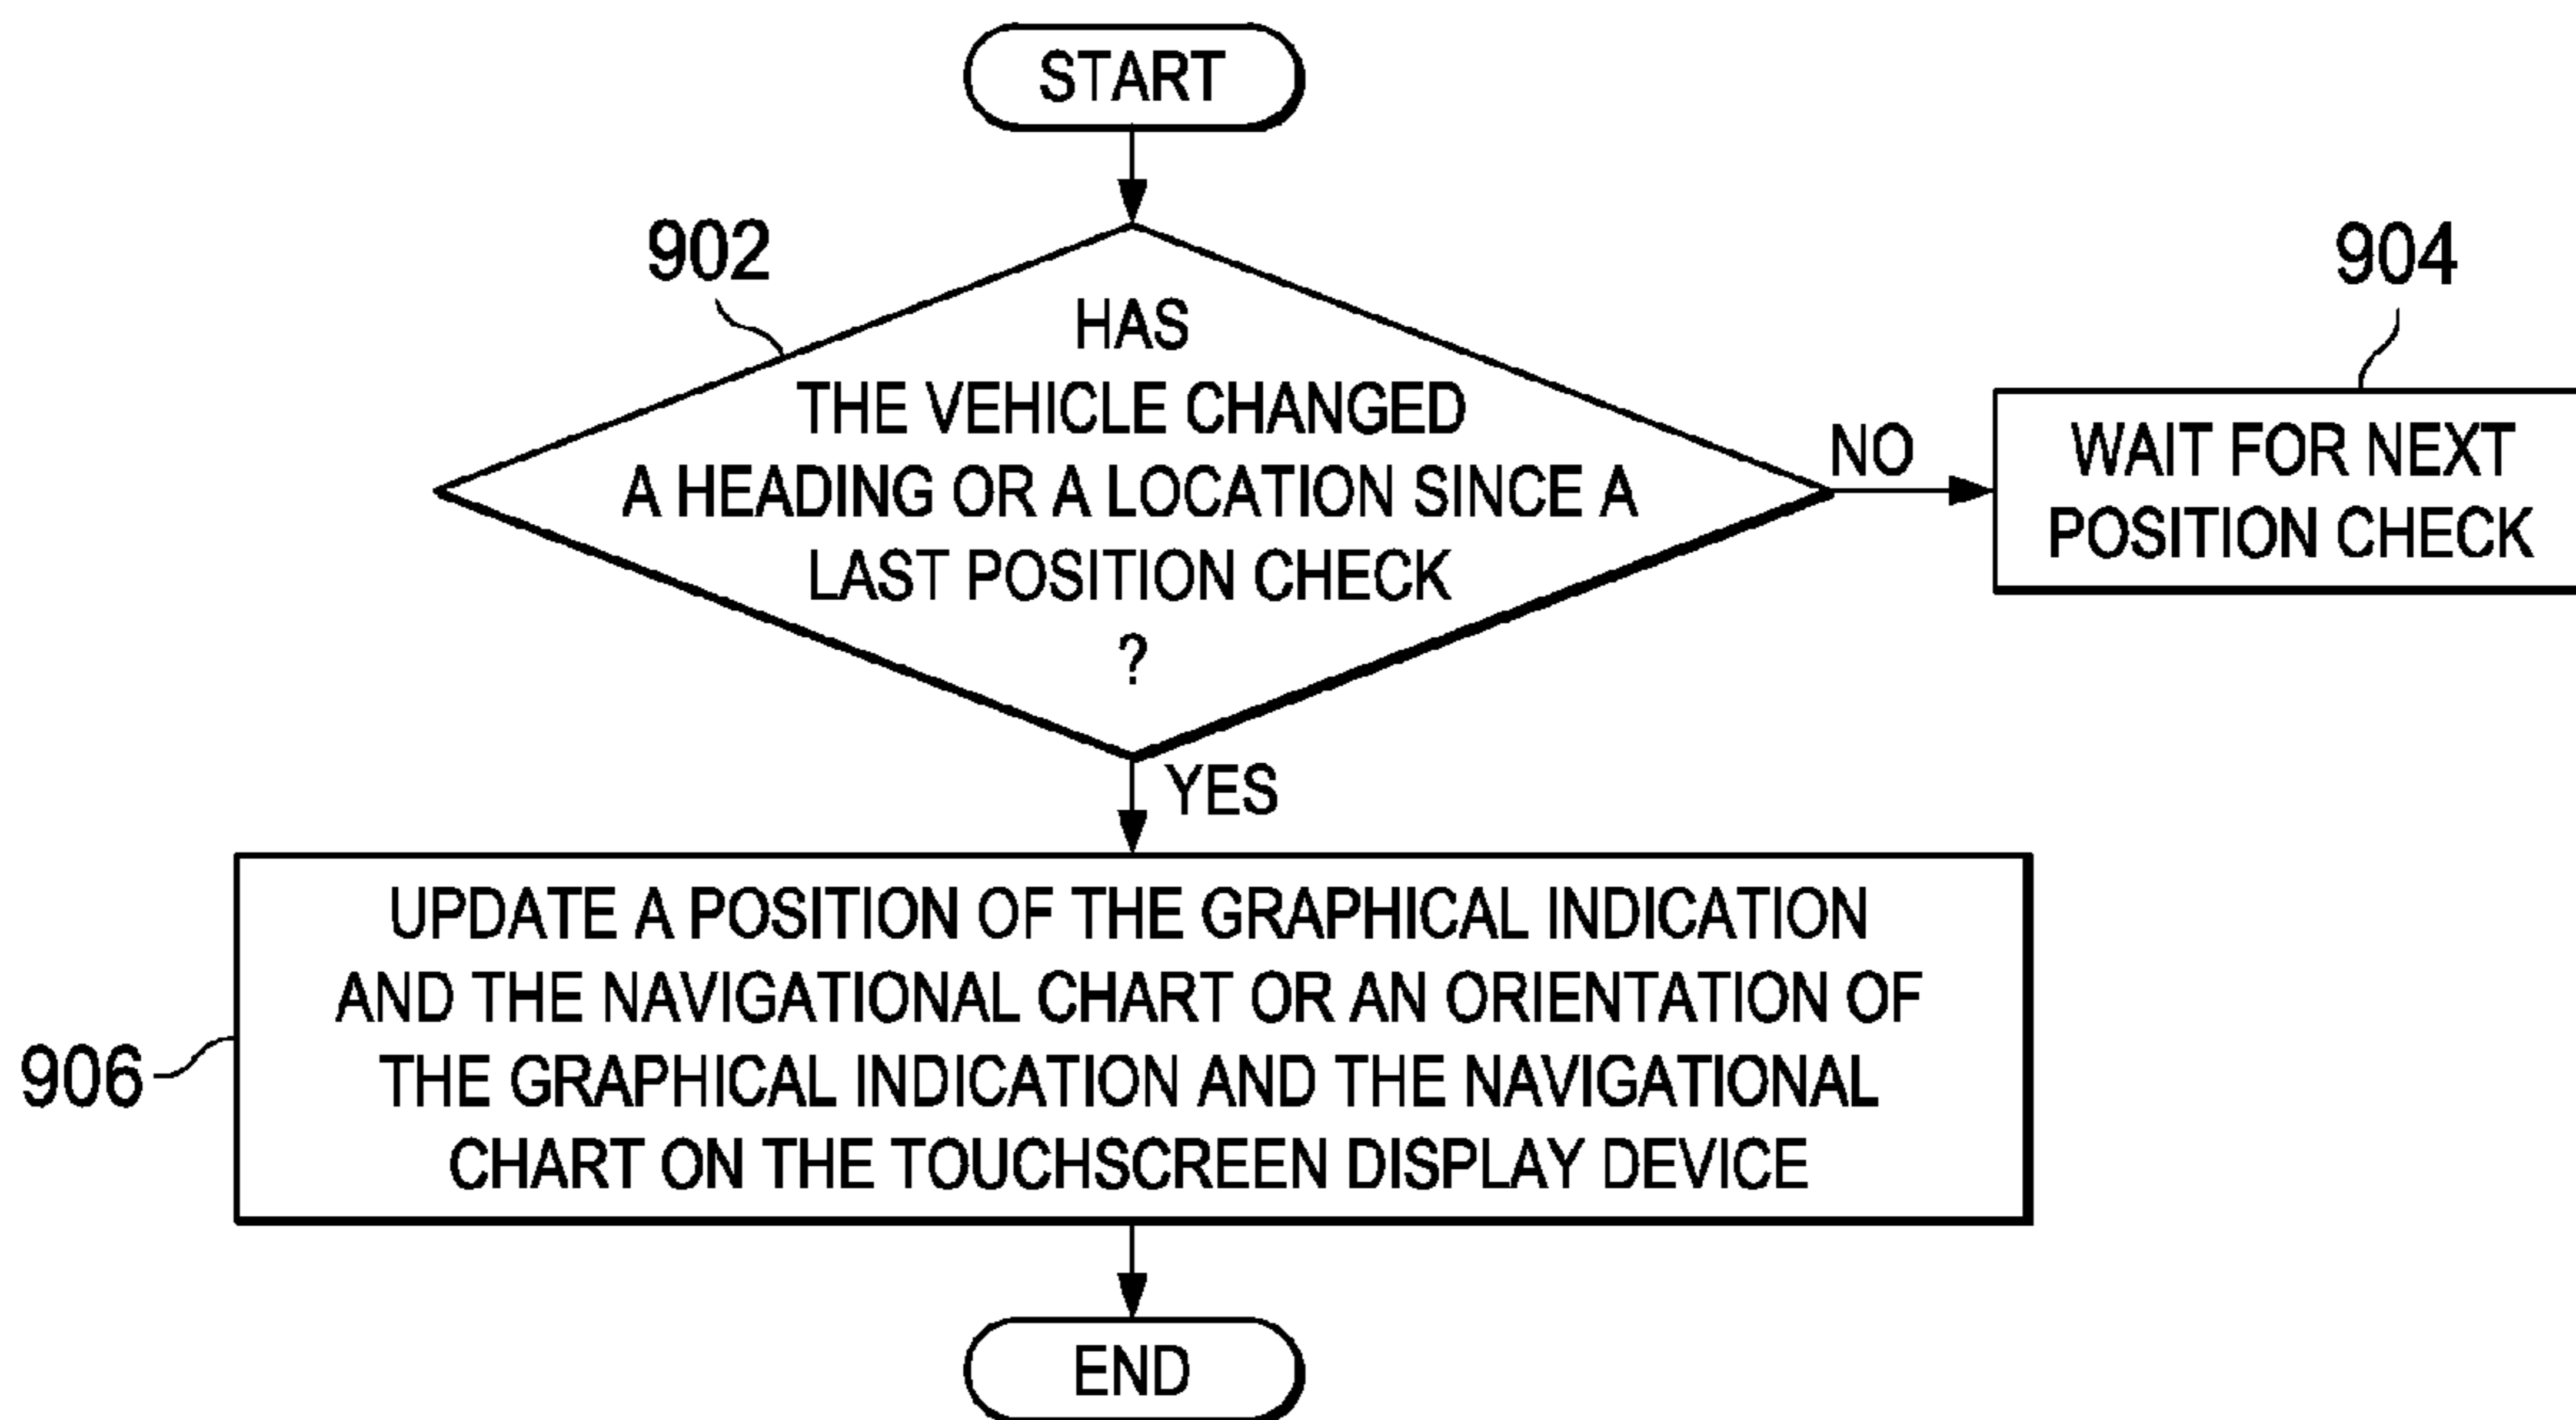 START
902
HAS
THE VEHICLE CHANGED
A HEADING OR A LOCATION SINCE A
LAST POSITION CHECK
?
NO
904
WAIT FOR NEXT
POSITION CHECK
YES
906
UPDATE A POSITION OF THE GRAPHICAL INDICATION
AND THE NAVIGATIONAL CHART OR AN ORIENTATION OF
THE GRAPHICAL INDICATION AND THE NAVIGATIONAL
CHART ON THE TOUCHSCREEN DISPLAY DEVICE
END